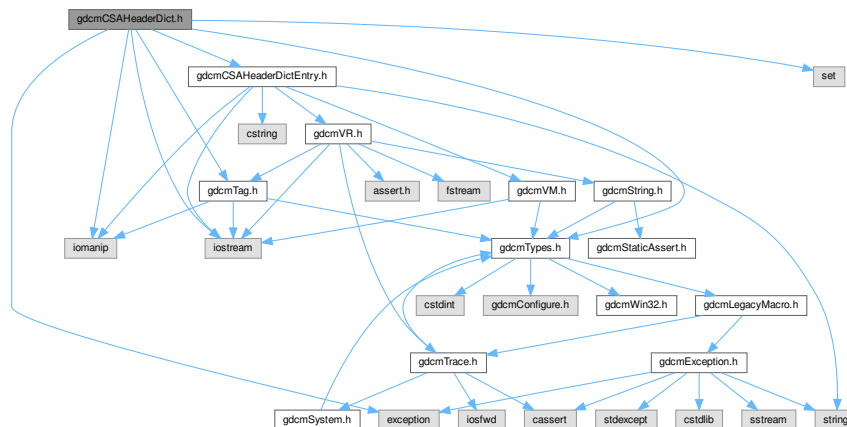 gdcmCSAHeaderDict.h
gdcmCSAHeaderDictEntry.h
set
cstring
gdcmVR.h
gdcmTag.h
assert.h
fstream
gdcmVM.h
gdcmString.h
iomanip
iostream
gdcmTypes.h
gdcmStaticAssert.h
cstdint
gdcmConfigure.h
gdcmWin32.h
gdcmLegacyMacro.h
gdcmTrace.h
gdcmException.h
gdcmSystem.h
exception
iosfwd
cassert
stdexcept
cstdlib
sstream
string